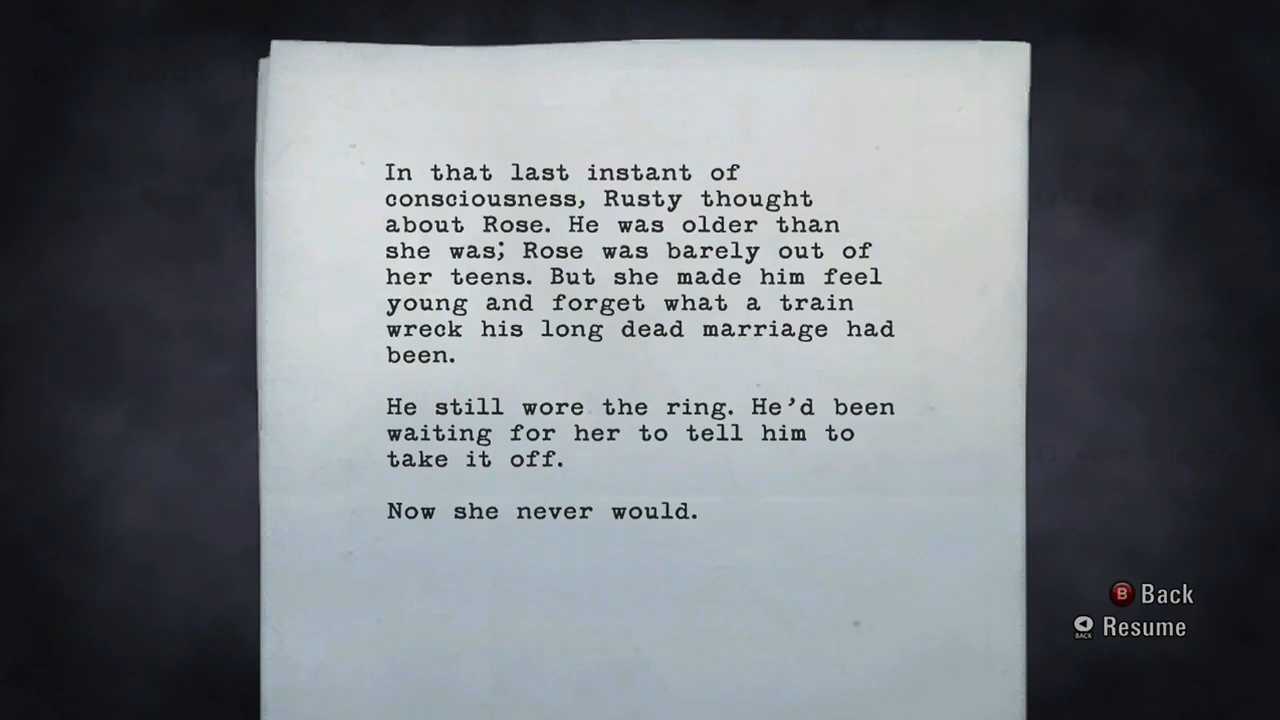 In that last instant of
consciousness, Rusty thought
about Rose. He was older than
she was; Rose was barely out of
her teens. But she made him feel
young and forget what a train
wreck his long dead marriage had
been.
He still wore the ring. He'd been
waiting for her to tell him to
take it off.
Now she never would.
B Back
BACK Resume